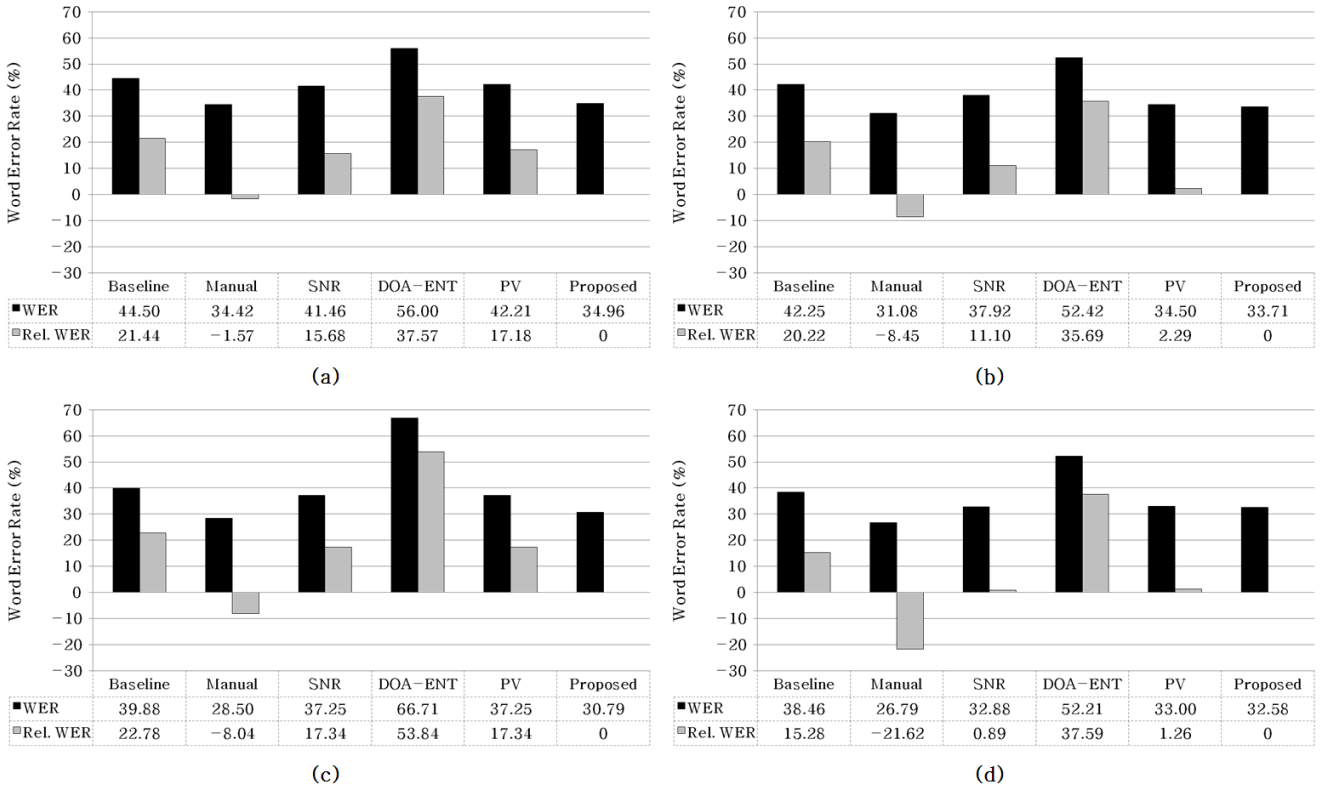 70
60
50
40
30
20
10
0
−10
−20
−30
Word Error Rate (%)
Baseline Manual SNR DOA−ENT PV Proposed
WER 44.50 34.42 41.46 56.00 42.21 34.96
Rel. WER 21.44 −1.57 15.68 37.57 17.18 0
(a)
70
60
50
40
30
20
10
0
−10
−20
−30
Word Error Rate (%)
Baseline Manual SNR DOA−ENT PV Proposed
WER 42.25 31.08 37.92 52.42 34.50 33.71
Rel. WER 20.22 −8.45 11.10 35.69 2.29 0
(b)
70
60
50
40
30
20
10
0
−10
−20
−30
Word Error Rate (%)
Baseline Manual SNR DOA−ENT PV Proposed
WER 39.88 28.50 37.25 66.71 37.25 30.79
Rel. WER 22.78 −8.04 17.34 53.84 17.34 0
(c)
70
60
50
40
30
20
10
0
−10
−20
−30
Word Error Rate (%)
Baseline Manual SNR DOA−ENT PV Proposed
WER 38.46 26.79 32.88 52.21 33.00 32.58
Rel. WER 15.28 −21.62 0.89 37.59 1.26 0
(d)